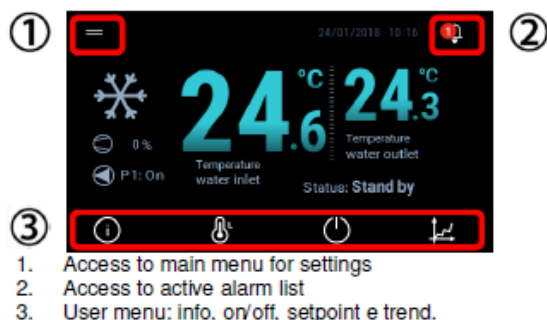 1
2
24/01/2018 10:16
1
24.6 °C
24.3 °C
0 %
P1: On
Temperature
water inlet
Temperature
water outlet
Status: Stand by
3
1. Access to main menu for settings
2. Access to active alarm list
3. User menu: info, on/off, setpoint e trend.